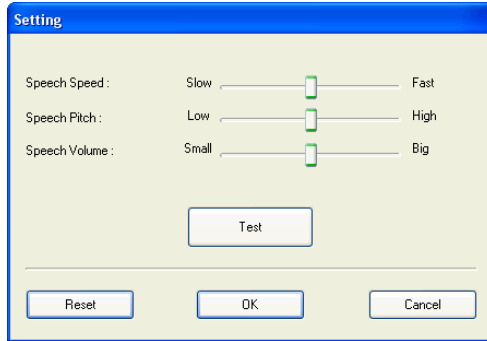 Setting
Speech Speed : Slow Fast
Speech Pitch : Low High
Speech Volume : Small Big
Test
Reset OK Cancel